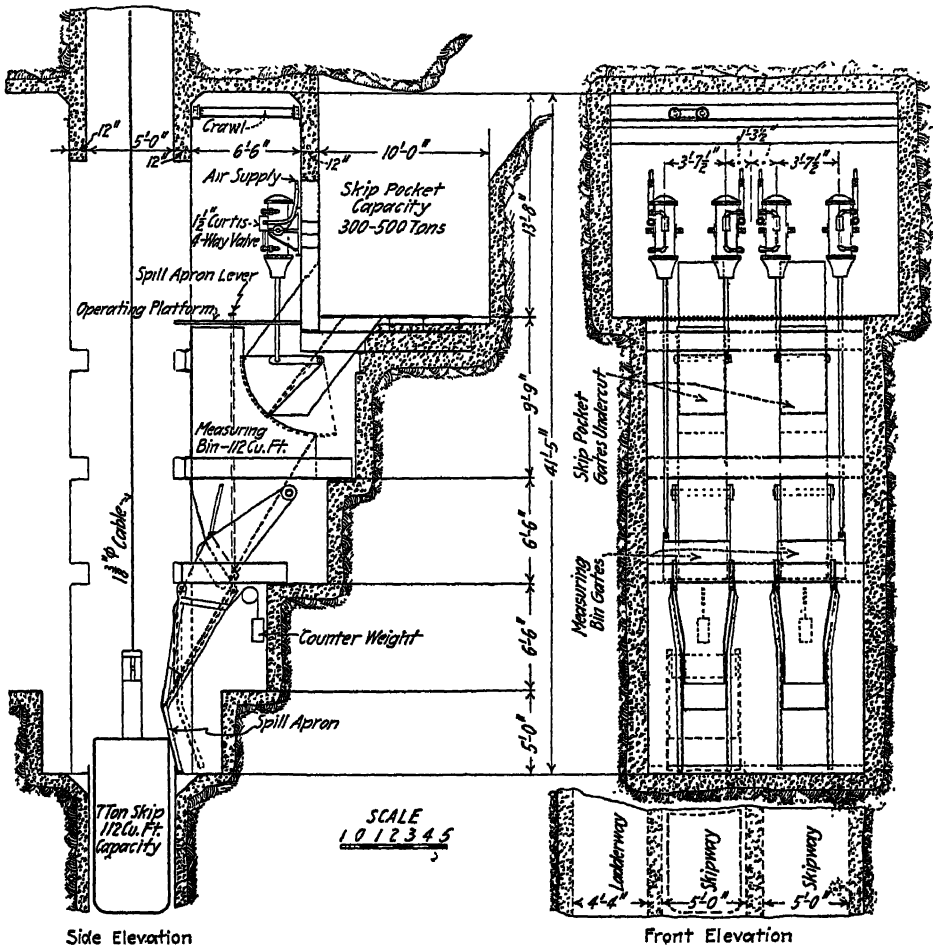 12"
5'-0"
12"
Crawl
6'-6"
12"
10'-0"
Air Supply
1½" Curtis
4-Way Valve
Skip Pocket
Capacity
300-500 Tons
Spill Apron Lever
Operating Platform
Measuring
Bin-112 Cu. Ft.
1⅜"Φ Cable
Counter Weight
Spill Apron
7 Ton Skip
112 Cu. Ft.
Capacity
13'-8"
9'-9"
6'-6"
6'-6"
5'-0"
41'-5"
SCALE
1 0 1 2 3 4 5
Side Elevation
1'-3½"
3'-7½"
3'-7½"
Skip Pocket
Gates Undercut
Measuring
Bin Gates
Ladderway
Skipway
Skipway
4'-4"
5'-0"
5'-0"
Front Elevation